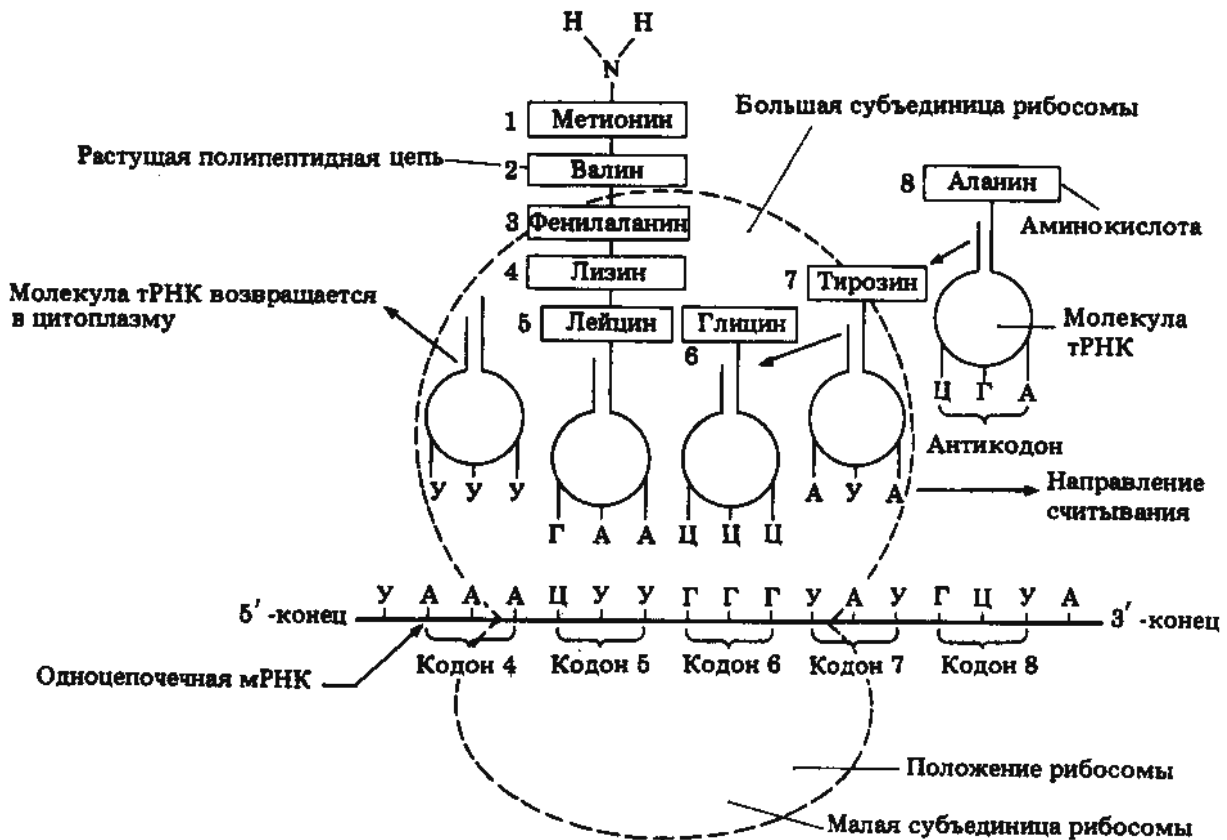 H H
N
1 Метионин
Большая субъединица рибосомы
Растущая полипептидная цепь
2 Валин
8 Аланин
3 Фенилаланин
Аминокислота
4 Лизин
7 Тирозин
Молекула тРНК возвращается
в цитоплазму
5 Лейцин
Глицин
6
Молекула
тРНК
Ц Г А
Антикодон
У У У
А У А
Г А А
Ц Ц Ц
Направление
считывания
У А А А Ц У У Г Г Г У А У Г Ц У А
5′-конец
3′-конец
Кодон 4 Кодон 5 Кодон 6 Кодон 7 Кодон 8
Одноцепочечная мРНК
Положение рибосомы
Малая субъединица рибосомы